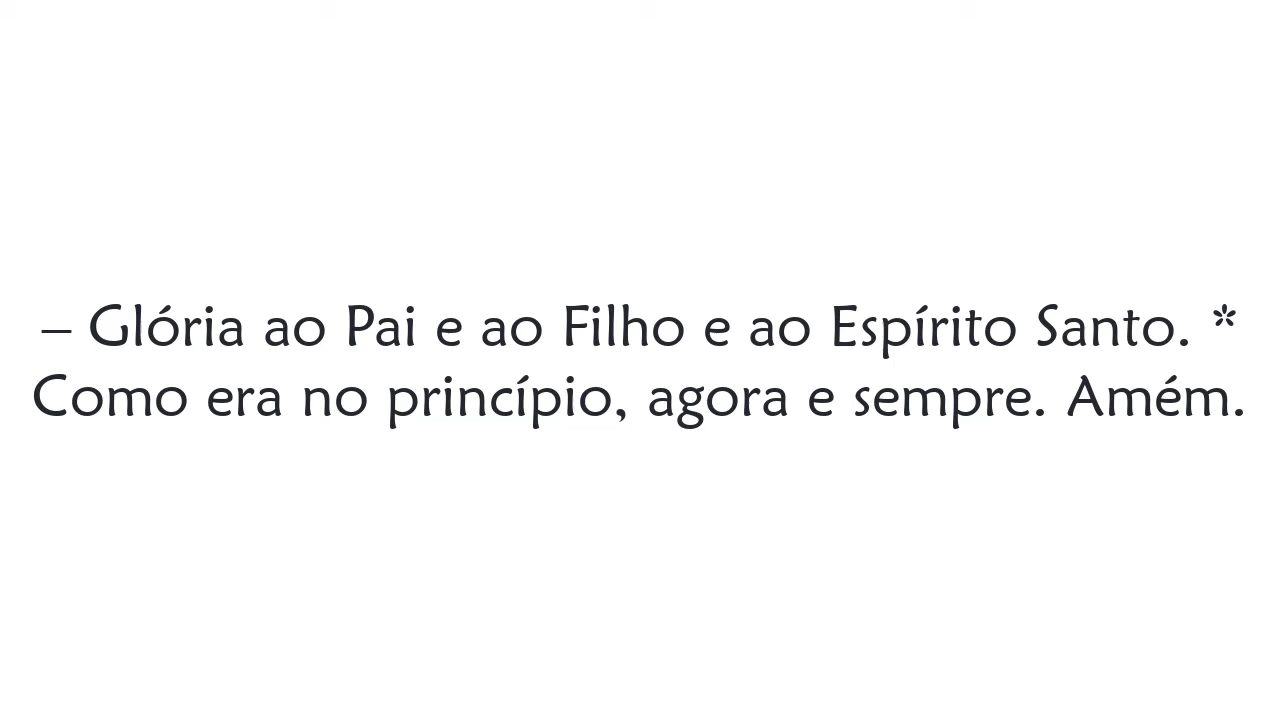 – Glória ao Pai e ao Filho e ao Espírito Santo. *
Como era no princípio, agora e sempre. Amém.